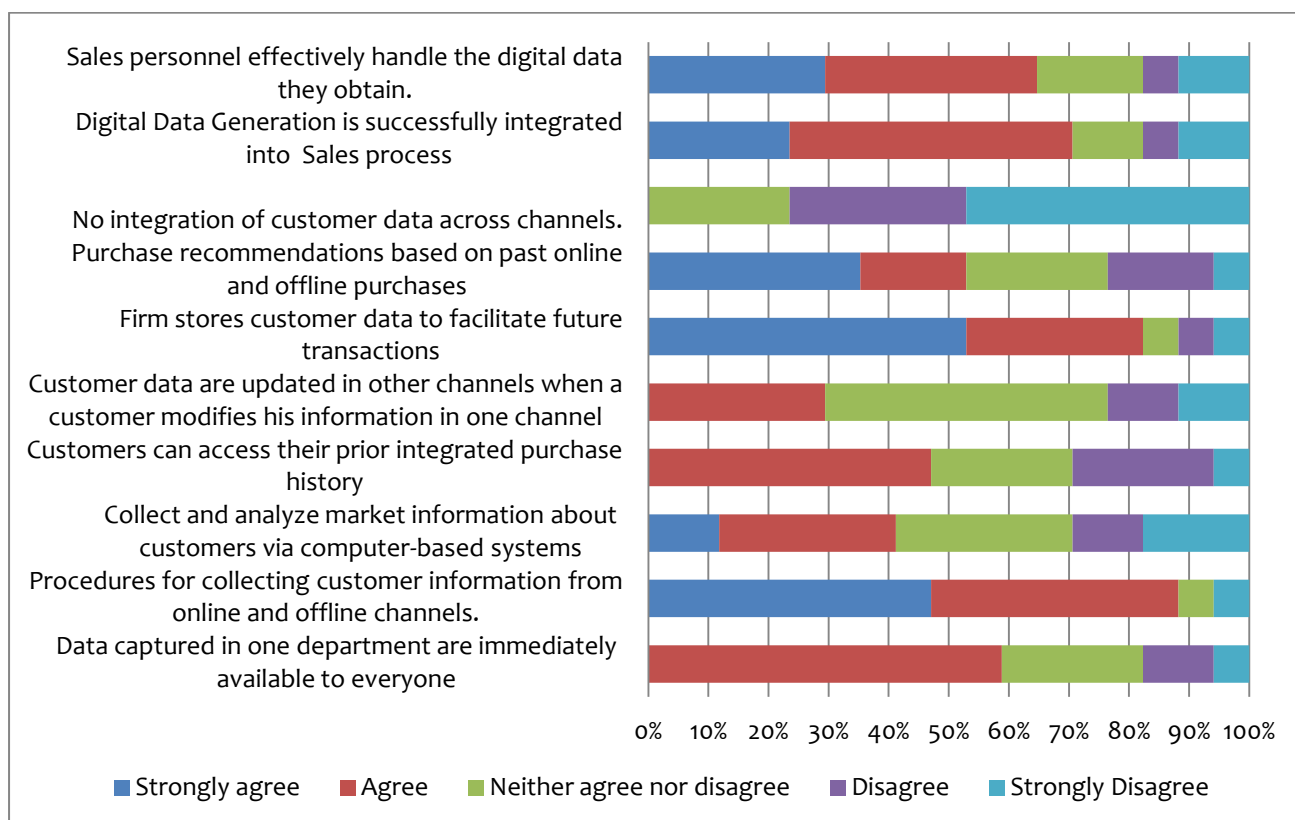 Sales personnel effectively handle the digital data
they obtain.
Digital Data Generation is successfully integrated
into Sales process
No integration of customer data across channels.
Purchase recommendations based on past online
and offline purchases
Firm stores customer data to facilitate future
transactions
Customer data are updated in other channels when a
customer modifies his information in one channel
Customers can access their prior integrated purchase
history
Collect and analyze market information about
customers via computer-based systems
Procedures for collecting customer information from
online and offline channels.
Data captured in one department are immediately
available to everyone
0% 10% 20% 30% 40% 50% 60% 70% 80% 90% 100%
Strongly agree Agree Neither agree nor disagree Disagree Strongly Disagree